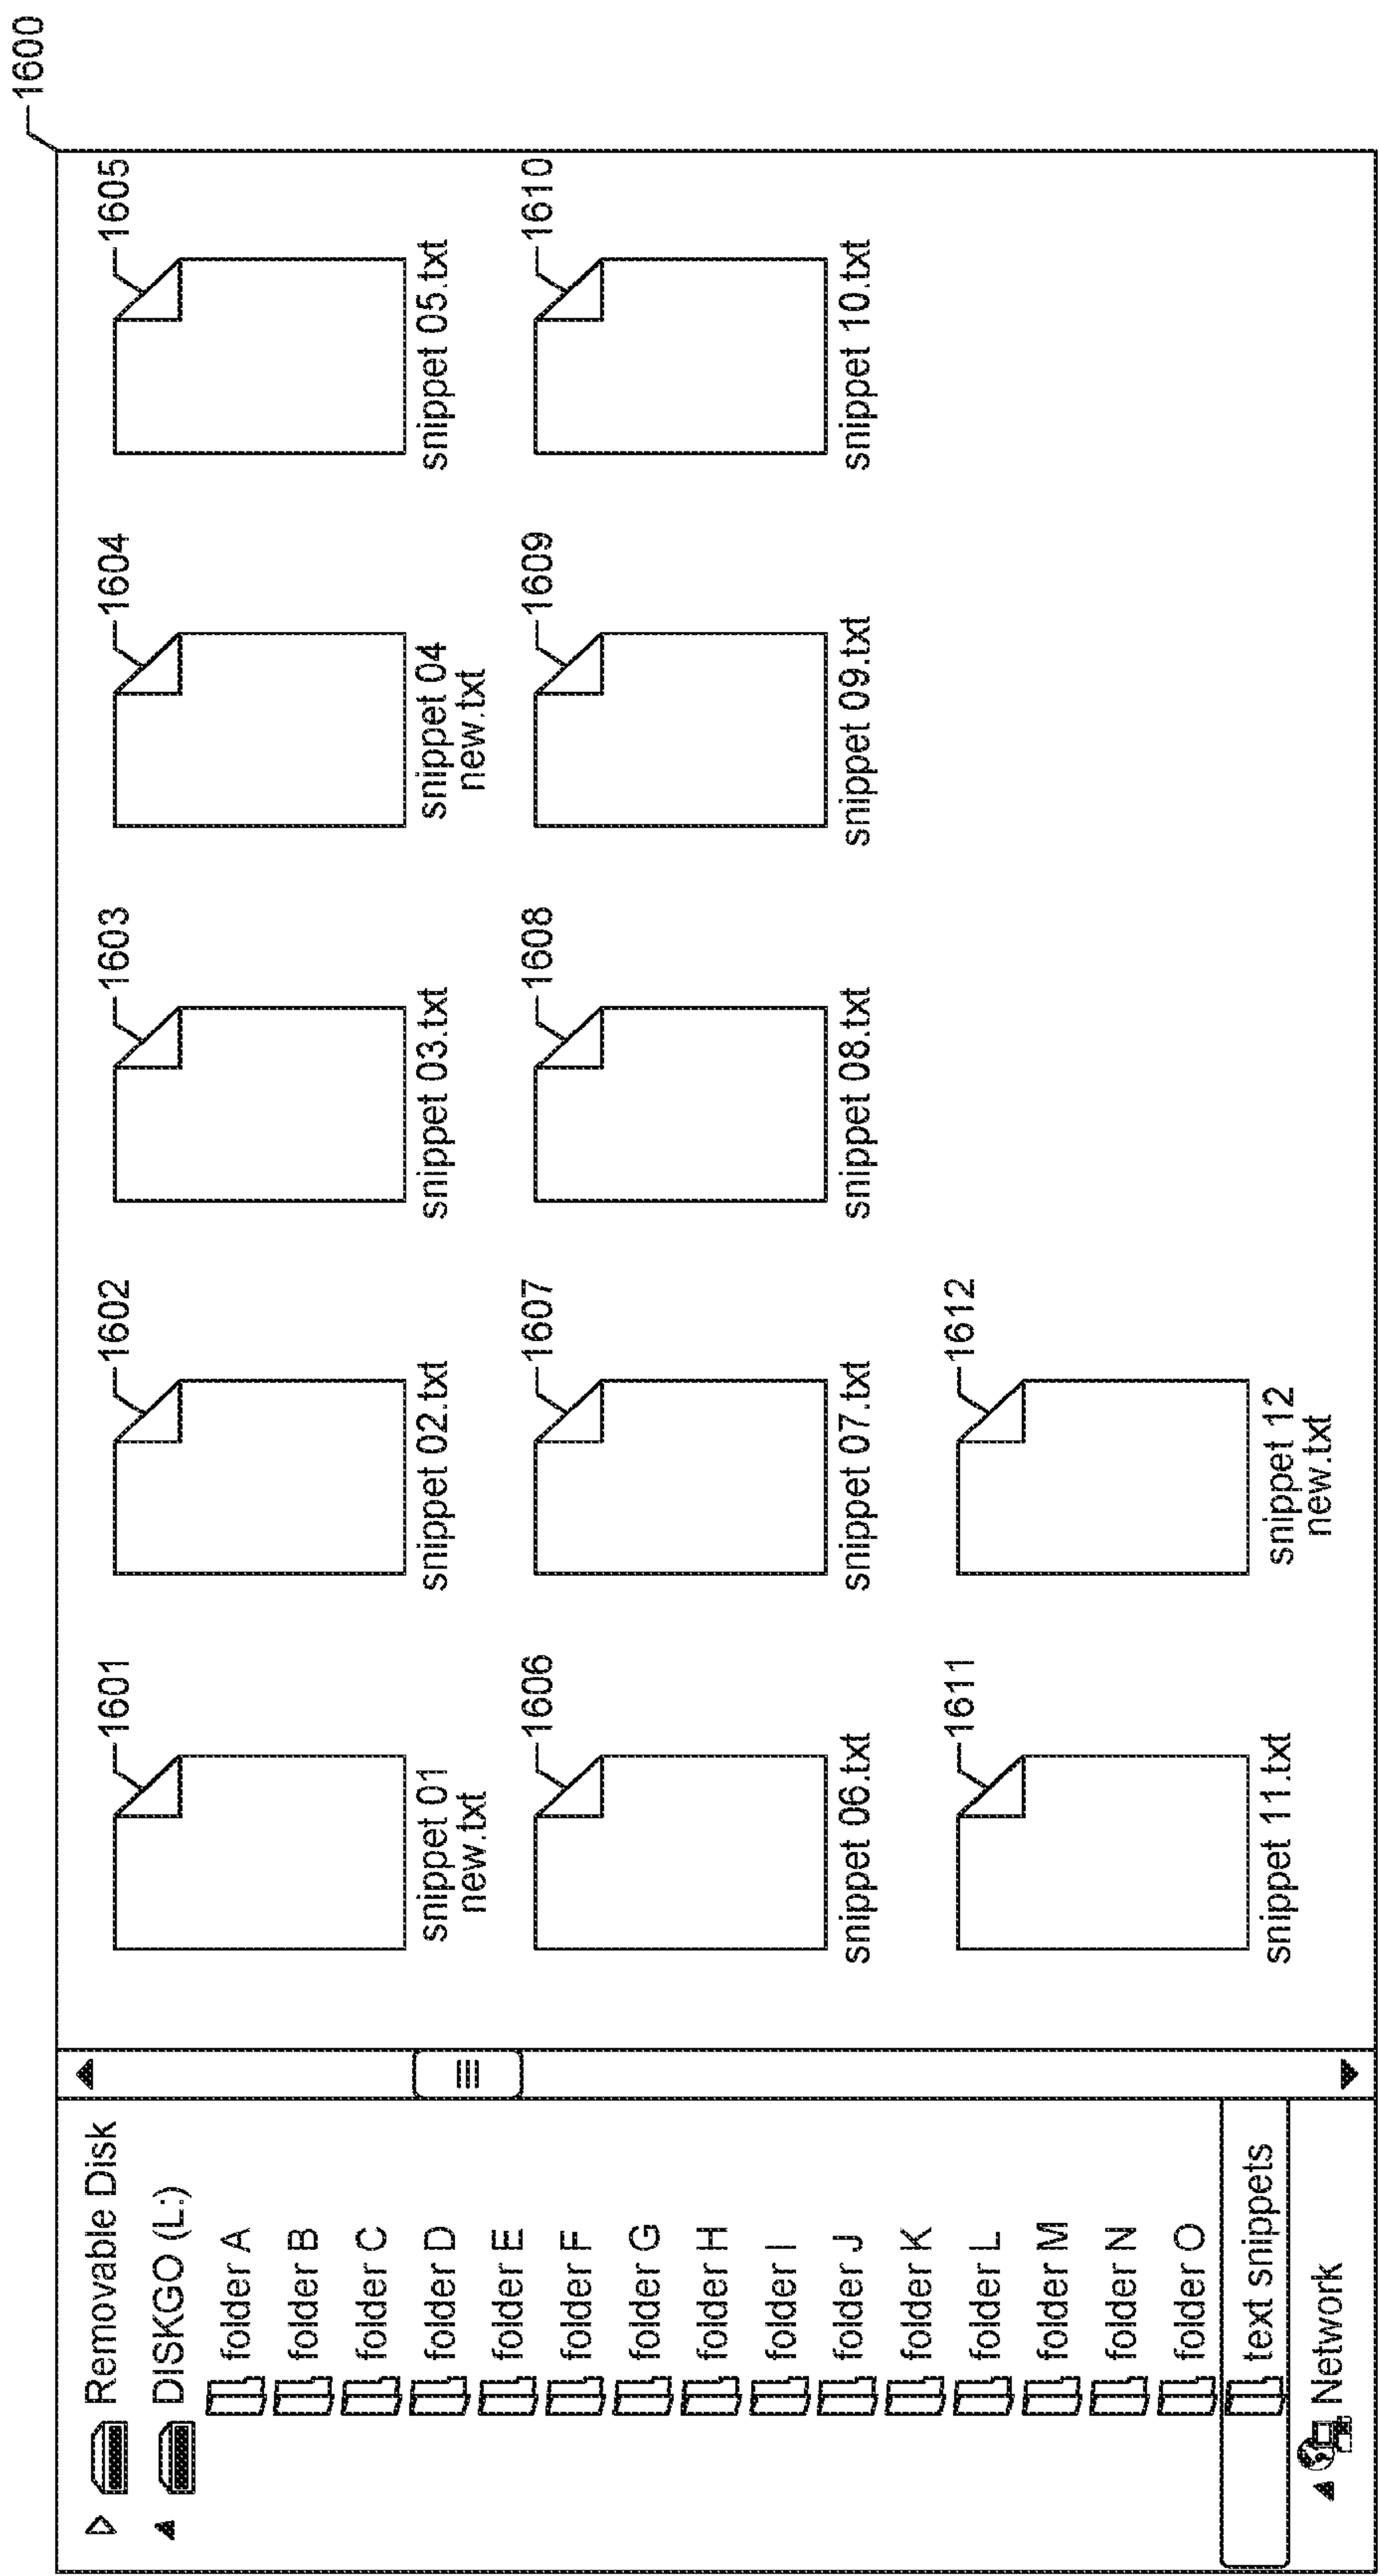 1600
Removable Disk
DISKGO (L:)
folder A
folder B
folder C
folder D
folder E
folder F
folder G
folder H
folder I
folder J
folder K
folder L
folder M
folder N
folder O
text snippets
Network
1601
snippet 01
new.txt
1602
snippet 02.txt
1603
snippet 03.txt
1604
snippet 04
new.txt
1605
snippet 05.txt
1606
snippet 06.txt
1607
snippet 07.txt
1608
snippet 08.txt
1609
snippet 09.txt
1610
snippet 10.txt
1611
snippet 11.txt
1612
snippet 12
new.txt